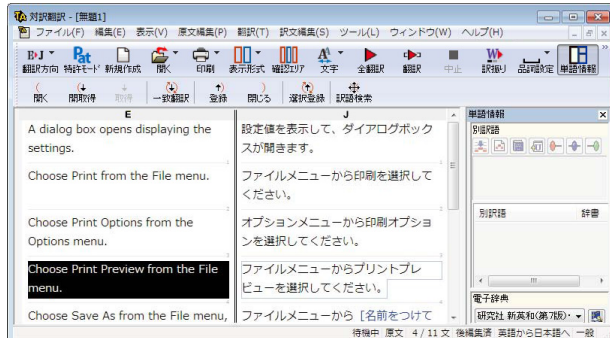 対訳翻訳 - [無題1]
ファイル(F) 編集(E) 表示(V) 原文編集(P) 翻訳(T) 訳文編集(S) ツール(L) ウィンドウ(W) ヘルプ(H)
E›J Pat
翻訳方向 特許モード 新規作成 開く 印刷 表示形式 確認エリア 文字 全翻訳 翻訳 中止 訳振り 品詞設定 単語情報
開く 開取得 取得 一致翻訳 登録 閉じる 選択登録 訳語検索
E J 単語情報
A dialog box opens displaying the settings.
設定値を表示して、ダイアログボックスが開きます。
別訳語
Choose Print from the File menu.
ファイルメニューから印刷を選択してください。
Choose Print Options from the Options menu.
オプションメニューから印刷オプションを選択してください。
別訳語 辞書
Choose Print Preview from the File menu.
ファイルメニューからプリントプレビューを選択してください。
電子辞典
Choose Save As from the File menu,
ファイルメニューから [名前をつけて
研究社 新英和(第7版)・
待機中 原文 4 / 11 文 後編集済 英語から日本語へ 一般